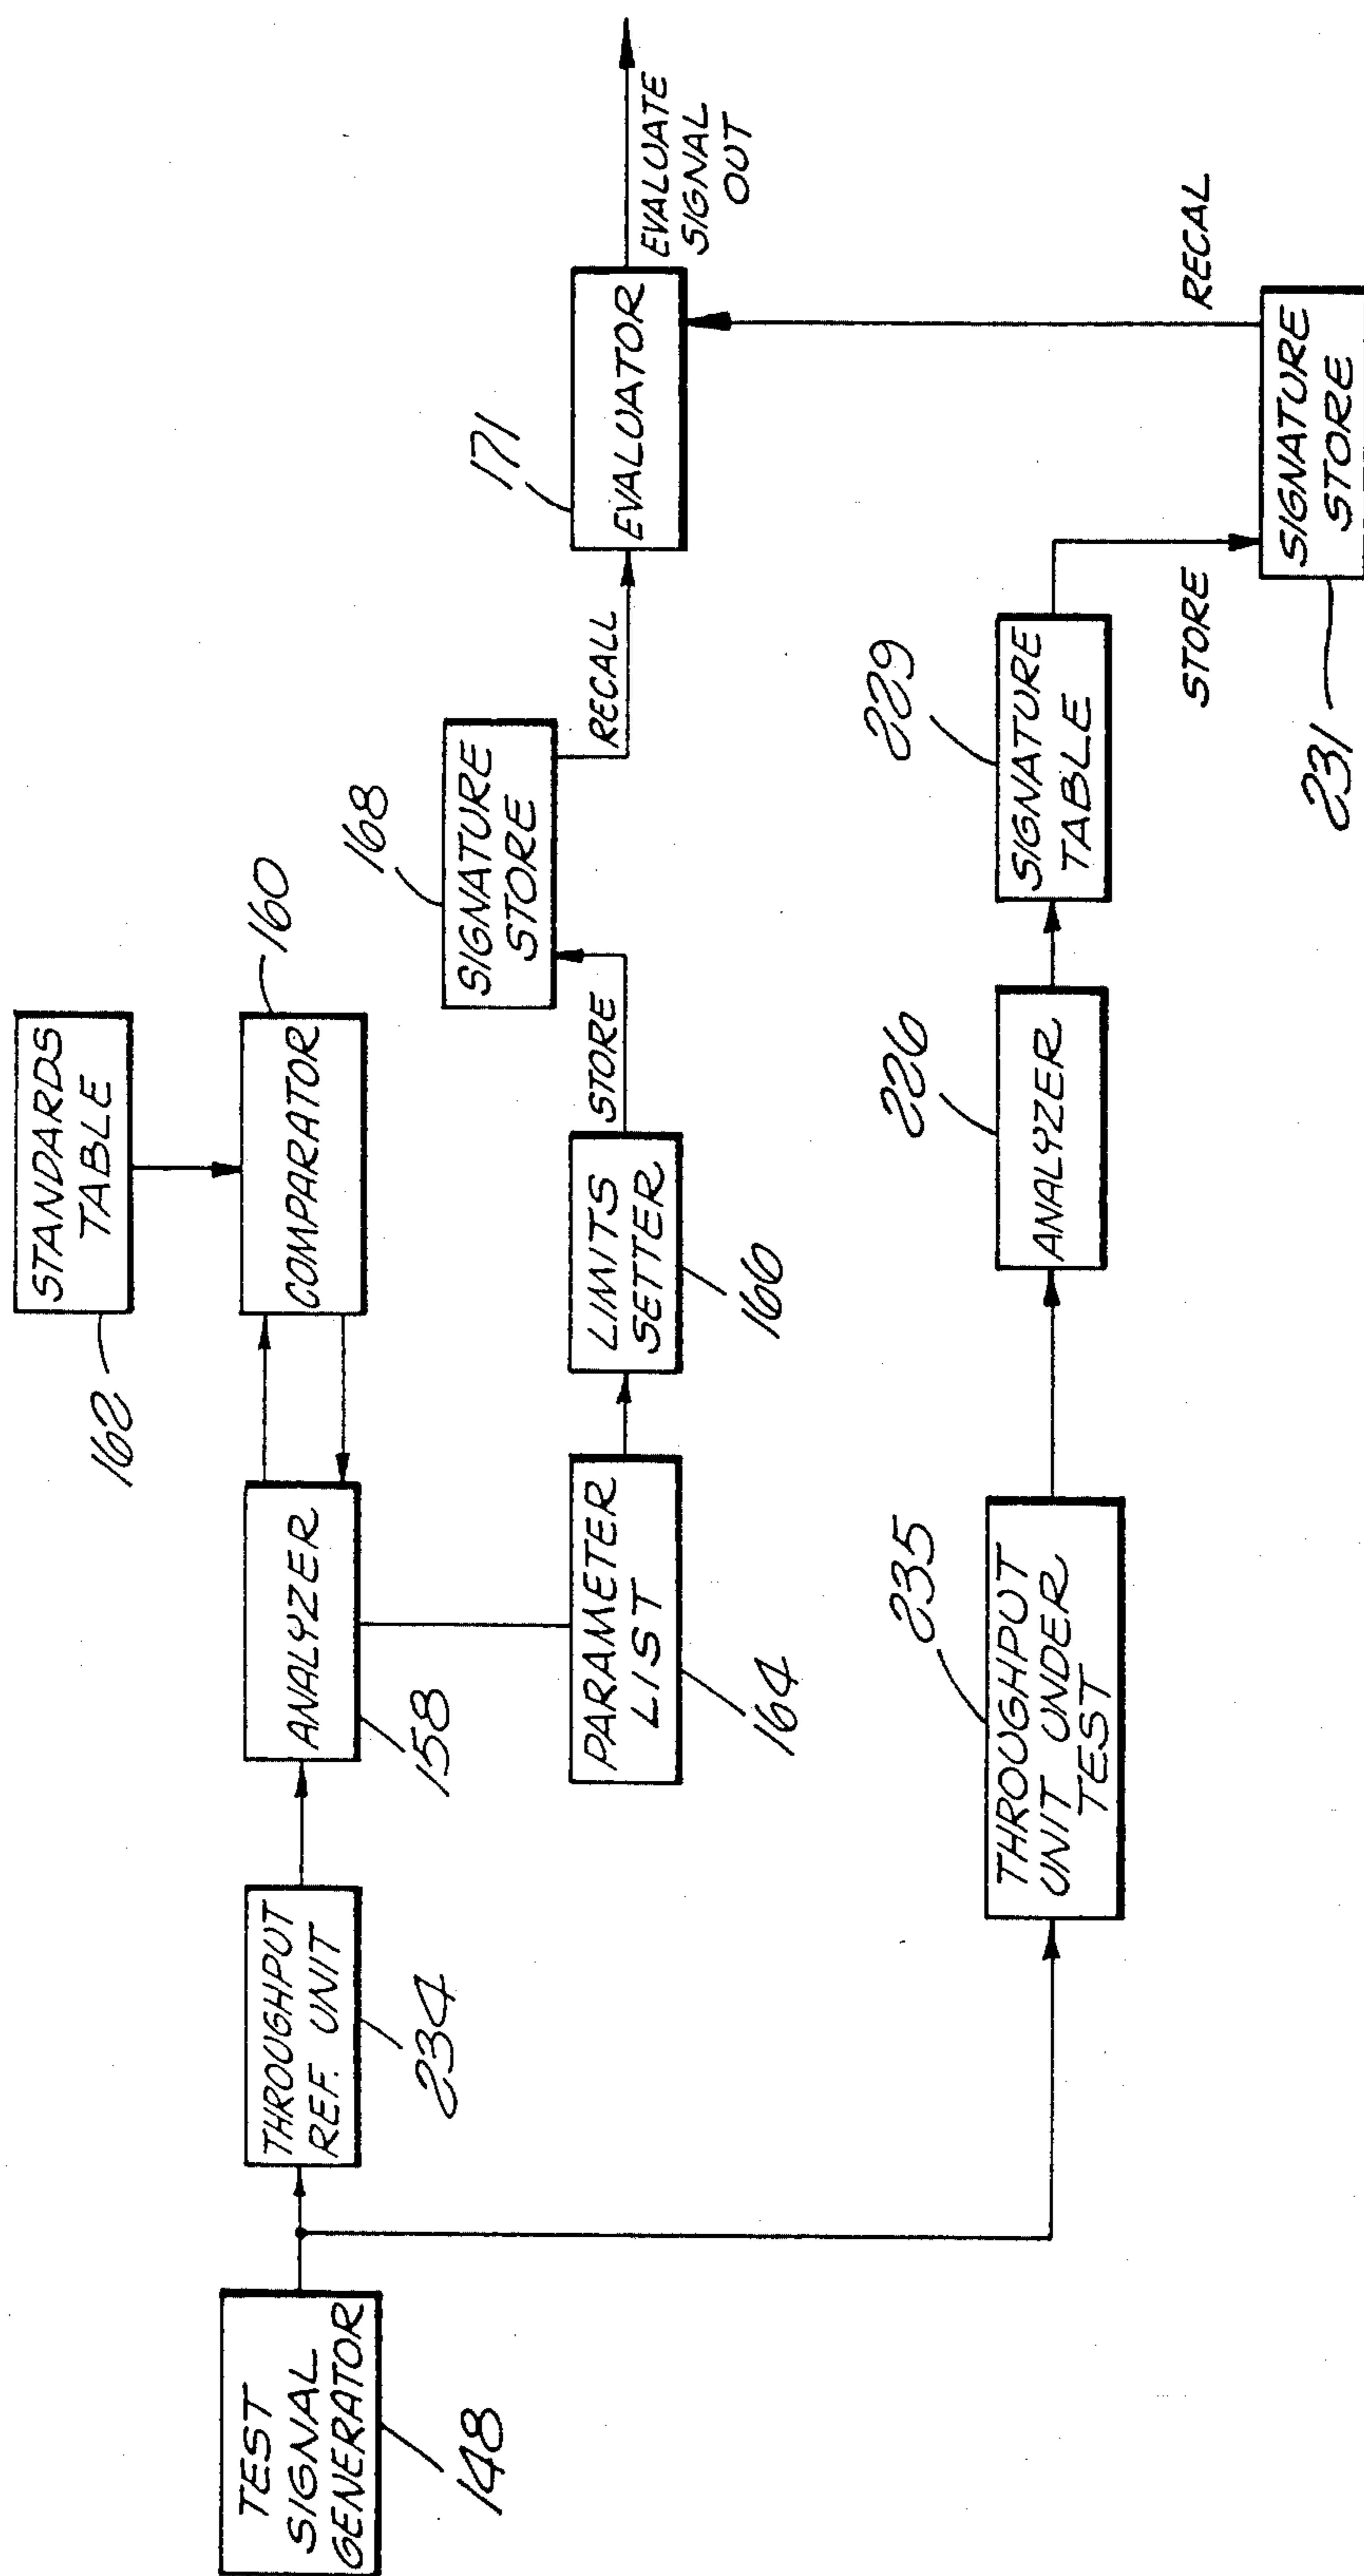 TEST
SIGNAL
GENERATOR
148
THROUGHPUT
REF. UNIT
234
ANALYZER
158
STANDARDS
TABLE
162
COMPARATOR
160
PARAMETER
LIST
164
LIMITS
SETTER
166
STORE
SIGNATURE
STORE
168
RECALL
EVALUATOR
171
EVALUATE
SIGNAL
OUT
THROUGHPUT
UNIT UNDER
TEST
235
ANALYZER
226
SIGNATURE
TABLE
229
STORE
SIGNATURE
STORE
231
RECAL